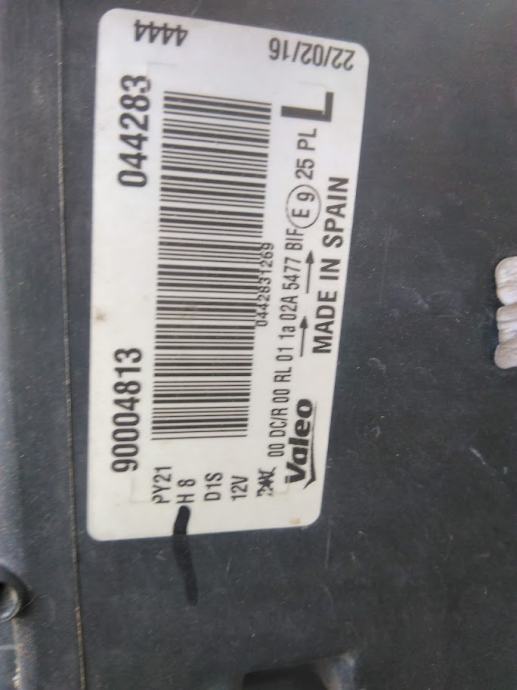 90004813 044283 4444
PY21
H 8
D1S
12V
24V
0442831269
00 DC/R 00 RL 01 1a 02A 5477 BIF E 9 25 PL
Valeo MADE IN SPAIN L
22/02/16